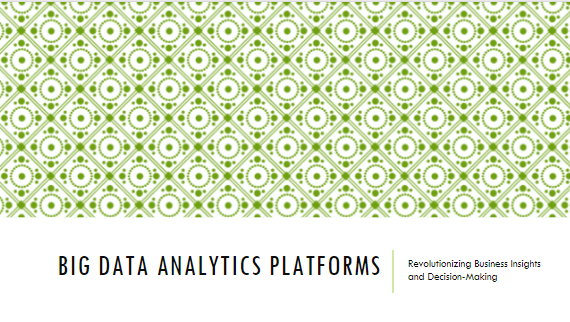 BIG DATA ANALYTICS PLATFORMS
Revolutionizing Business Insights
and Decision-Making